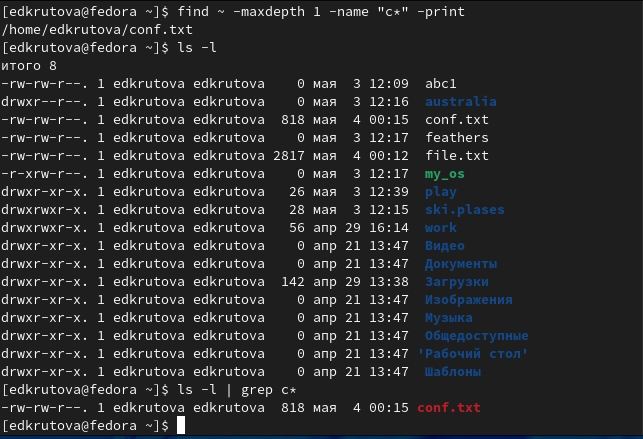 [edkrutova@fedora ~]$ find ~ -maxdepth 1 -name "c*" -print
/home/edkrutova/conf.txt
[edkrutova@fedora ~]$ ls -l
итого 8
-rw-rw-r--. 1 edkrutova edkrutova    0 мая  3 12:09  abc1
drwxr--r--. 1 edkrutova edkrutova    0 мая  3 12:16  australia
-rw-rw-r--. 1 edkrutova edkrutova  818 мая  4 00:15  conf.txt
-rw-rw-r--. 1 edkrutova edkrutova    0 мая  3 12:17  feathers
-rw-rw-r--. 1 edkrutova edkrutova 2817 мая  4 00:12  file.txt
-r-xrw-r--. 1 edkrutova edkrutova    0 мая  3 12:17  my_os
drwxr-xr-x. 1 edkrutova edkrutova   26 мая  3 12:39  play
drwxrwxr-x. 1 edkrutova edkrutova   28 мая  3 12:15  ski.plases
drwxrwxr-x. 1 edkrutova edkrutova   56 апр 29 16:14  work
drwxr-xr-x. 1 edkrutova edkrutova    0 апр 21 13:47  Видео
drwxr-xr-x. 1 edkrutova edkrutova    0 апр 21 13:47  Документы
drwxr-xr-x. 1 edkrutova edkrutova  142 апр 29 13:38  Загрузки
drwxr-xr-x. 1 edkrutova edkrutova    0 апр 21 13:47  Изображения
drwxr-xr-x. 1 edkrutova edkrutova    0 апр 21 13:47  Музыка
drwxr-xr-x. 1 edkrutova edkrutova    0 апр 21 13:47  Общедоступные
drwxr-xr-x. 1 edkrutova edkrutova    0 апр 21 13:47 'Рабочий стол'
drwxr-xr-x. 1 edkrutova edkrutova    0 апр 21 13:47  Шаблоны
[edkrutova@fedora ~]$ ls -l | grep c*
-rw-rw-r--. 1 edkrutova edkrutova  818 мая  4 00:15 conf.txt
[edkrutova@fedora ~]$